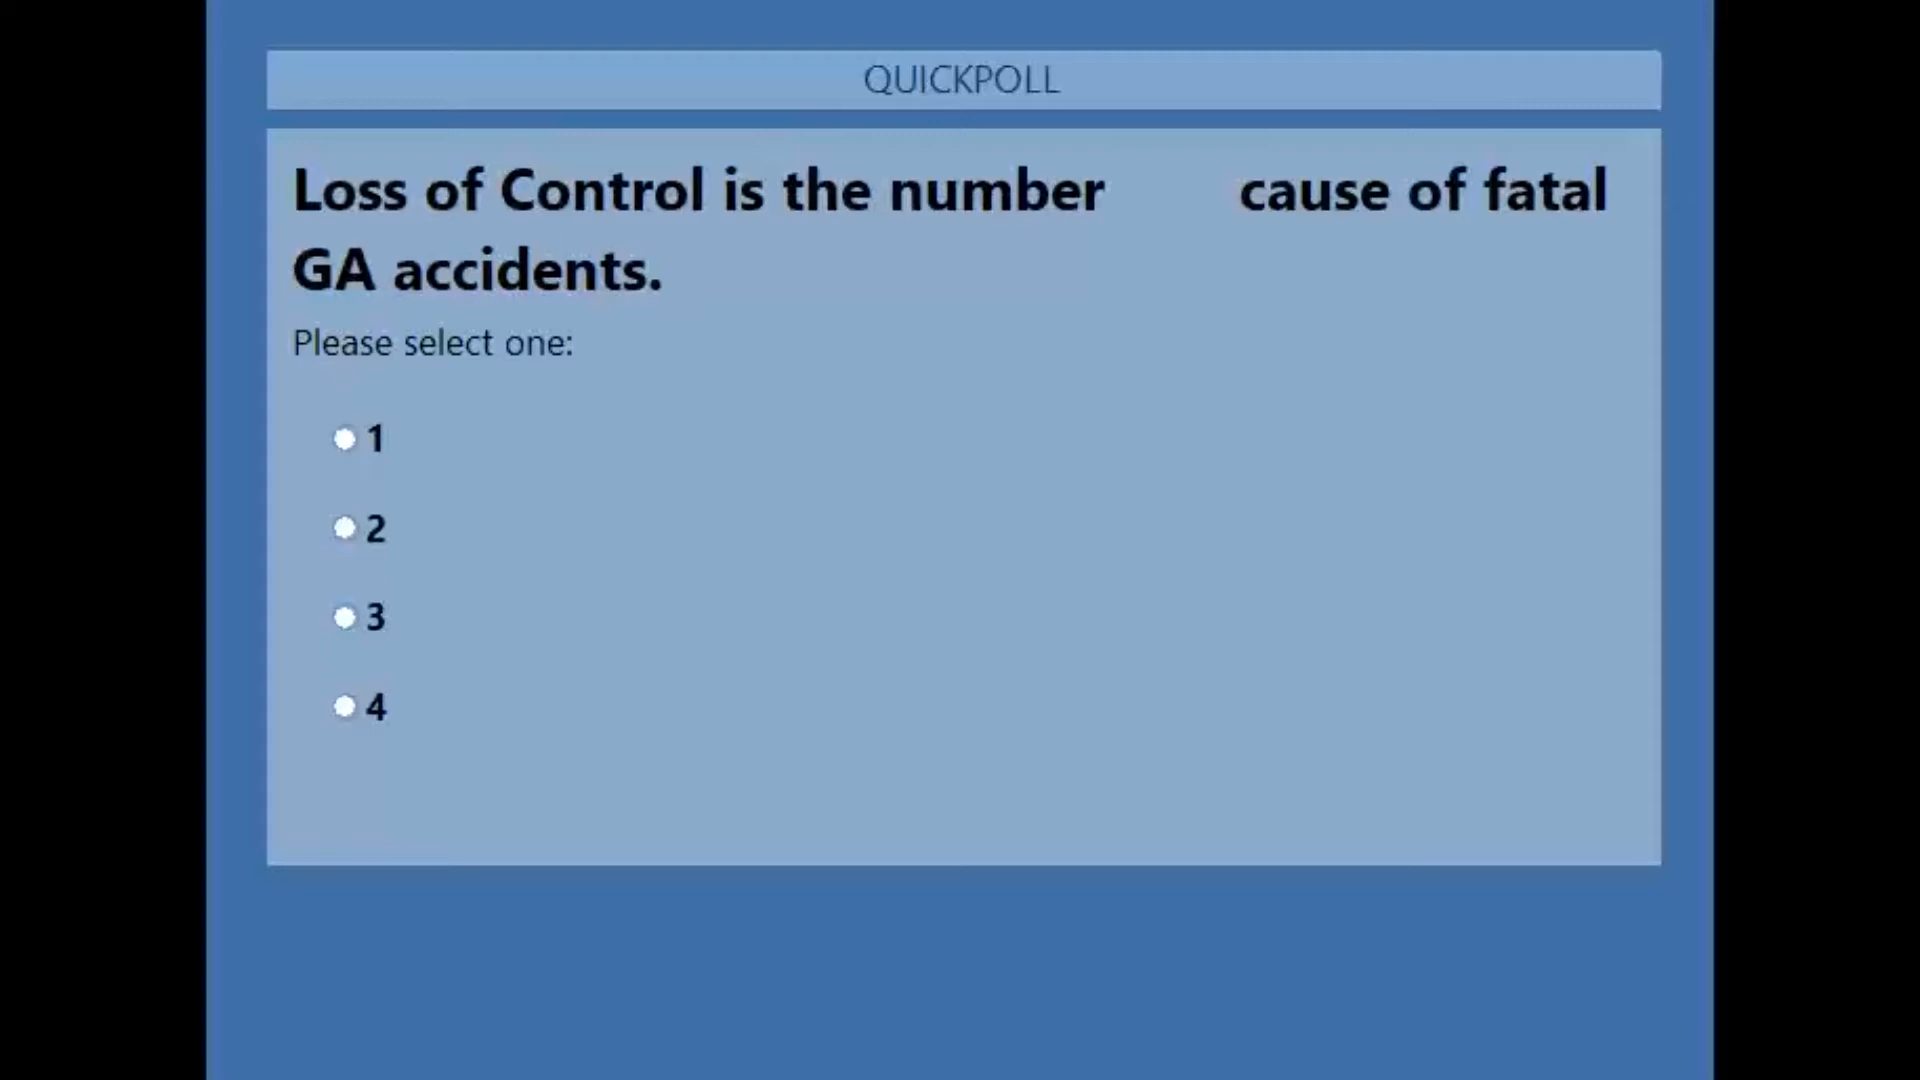 QUICKPOLL
Loss of Control is the number cause of fatal
GA accidents.
Please select one:
1
2
3
4